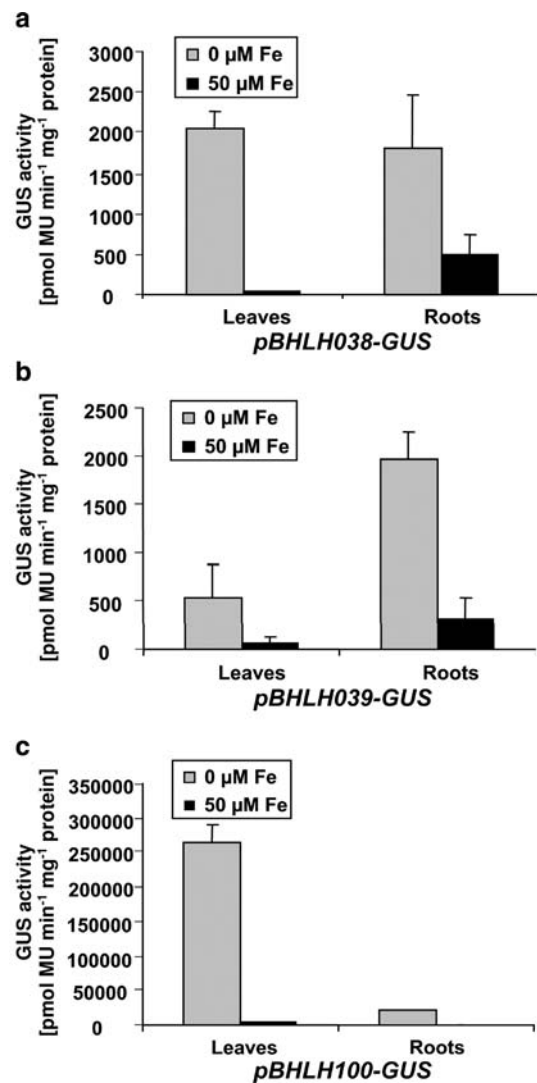 a
GUS activity
[pmol MU min⁻¹ mg⁻¹ protein]
3000
2500
2000
1500
1000
500
0
0 µM Fe
50 µM Fe
Leaves Roots
pBHLH038-GUS
b
GUS activity
[pmol MU min⁻¹ mg⁻¹ protein]
2500
2000
1500
1000
500
0
0 µM Fe
50 µM Fe
Leaves Roots
pBHLH039-GUS
c
GUS activity
[pmol MU min⁻¹ mg⁻¹ protein]
350000
300000
250000
200000
150000
100000
50000
0
0 µM Fe
50 µM Fe
Leaves Roots
pBHLH100-GUS